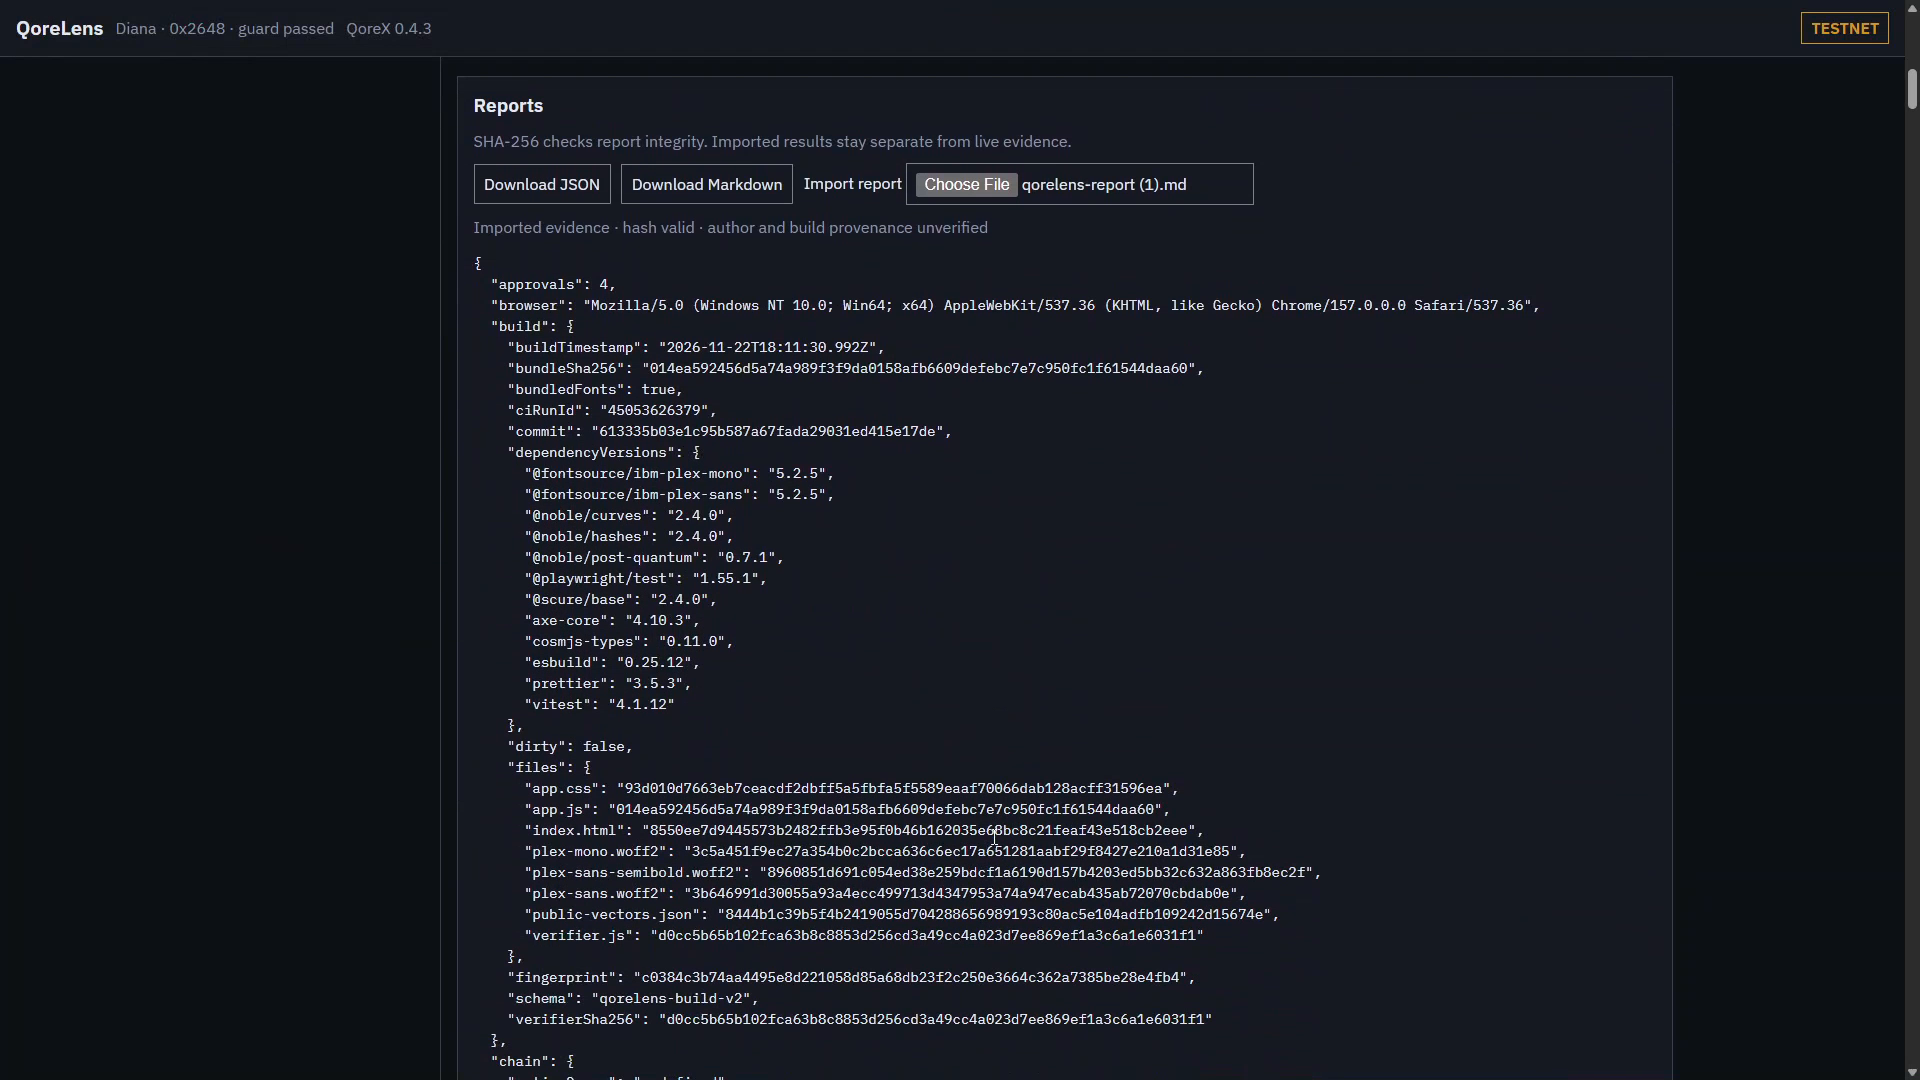 QoreLens Diana · 0x2648 · guard passed QoreX 0.4.3
TESTNET
Reports
SHA-256 checks report integrity. Imported results stay separate from live evidence.
Download JSON Download Markdown Import report Choose File qorelens-report (1).md
Imported evidence · hash valid · author and build provenance unverified
{
"approvals": 4,
"browser": "Mozilla/5.0 (Windows NT 10.0; Win64; x64) AppleWebKit/537.36 (KHTML, like Gecko) Chrome/157.0.0.0 Safari/537.36",
"build": {
"buildTimestamp": "2026-11-22T18:11:30.992Z",
"bundleSha256": "014ea592456d5a74a989f3f9da0158afb6609defebc7e7c950fc1f61544daa60",
"bundledFonts": true,
"ciRunId": "45053626379",
"commit": "613335b03e1c95b587a67fada29031ed415e17de",
"dependencyVersions": {
"@fontsource/ibm-plex-mono": "5.2.5",
"@fontsource/ibm-plex-sans": "5.2.5",
"@noble/curves": "2.4.0",
"@noble/hashes": "2.4.0",
"@noble/post-quantum": "0.7.1",
"@playwright/test": "1.55.1",
"@scure/base": "2.4.0",
"axe-core": "4.10.3",
"cosmjs-types": "0.11.0",
"esbuild": "0.25.12",
"prettier": "3.5.3",
"vitest": "4.1.12"
},
"dirty": false,
"files": {
"app.css": "93d010d7663eb7ceacdf2dbff5a5fbfa5f5589eaaf70066dab128acff31596ea",
"app.js": "014ea592456d5a74a989f3f9da0158afb6609defebc7e7c950fc1f61544daa60",
"index.html": "8550ee7d9445573b2482ffb3e95f0b46b162035e68bc8c21feaf43e518cb2eee",
"plex-mono.woff2": "3c5a451f9ec27a354b0c2bcca636c6ec17a651281aabf29f8427e210a1d31e85",
"plex-sans-semibold.woff2": "8960851d691c054ed38e259bdcf1a6190d157b4203ed5bb32c632a863fb8ec2f",
"plex-sans.woff2": "3b646991d30055a93a4ecc499713d4347953a74a947ecab435ab72070cbdab0e",
"public-vectors.json": "8444b1c39b5f4b2419055d704288656989193c80ac5e104adfb109242d15674e",
"verifier.js": "d0cc5b65b102fca63b8c8853d256cd3a49cc4a023d7ee869ef1a3c6a1e6031f1"
},
"fingerprint": "c0384c3b74aa4495e8d221058d85a68db23f2c250e3664c362a7385be28e4fb4",
"schema": "qorelens-build-v2",
"verifierSha256": "d0cc5b65b102fca63b8c8853d256cd3a49cc4a023d7ee869ef1a3c6a1e6031f1"
},
"chain": {